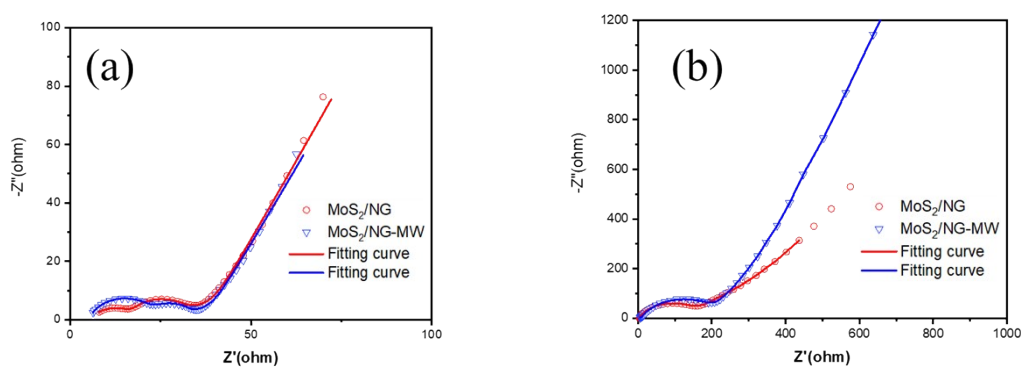 (a)
100
80
60
40
20
0
-Z"(ohm)
MoS2/NG
MoS2/NG-MW
Fitting curve
Fitting curve
0 50 100
Z'(ohm)
(b)
1200
1000
800
600
400
200
0
-Z"(ohm)
MoS2/NG
MoS2/NG-MW
Fitting curve
Fitting curve
0 200 400 600 800 1000
Z'(ohm)